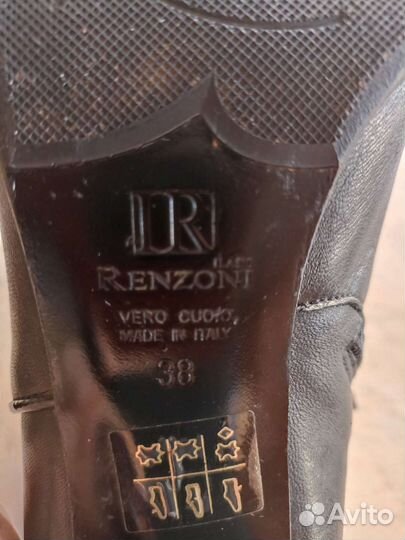 R
RENZONI
VERO CUOIO
MADE IN ITALY
38
Avito